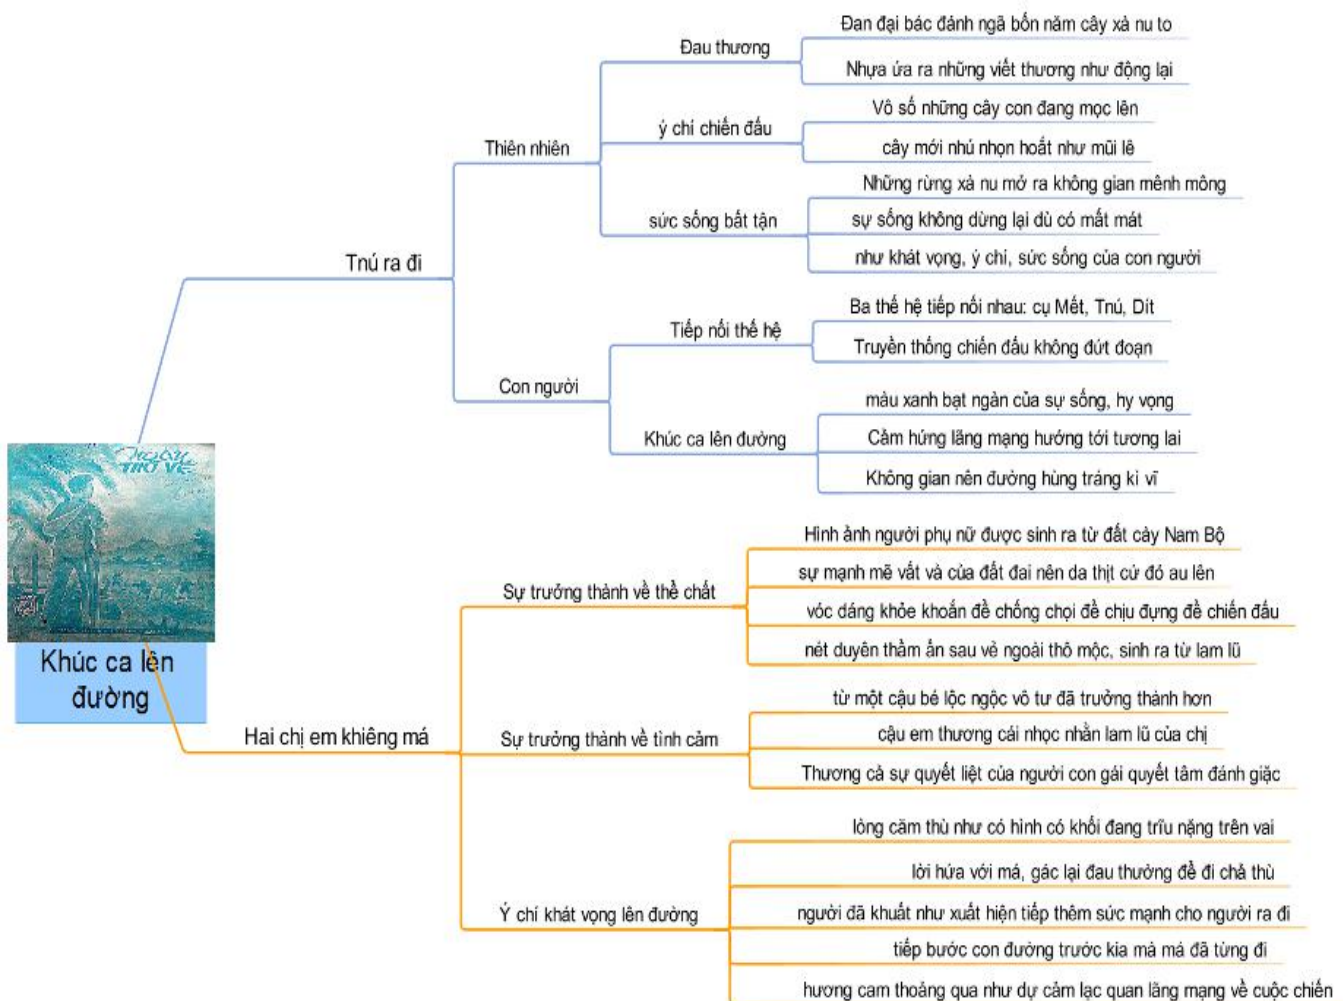 Đạn đại bác đánh ngã bốn năm cây xà nu to
Đau thương
Nhựa ứa ra những viết thương như động lại
Vô số những cây con đang mọc lên
ý chí chiến đấu
Thiên nhiên
cây mới nhú nhọn hoắt như mũi lê
Những rừng xà nu mở ra không gian mênh mông
sức sống bất tận
sự sống không dừng lại dù có mất mát
như khát vọng, ý chí, sức sống của con người
Tnú ra đi
Ba thế hệ tiếp nối nhau: cụ Mết, Tnú, Dít
Tiếp nối thế hệ
Truyền thống chiến đấu không đứt đoạn
Con người
màu xanh bạt ngàn của sự sống, hy vọng
Khúc ca lên đường
Cảm hứng lãng mạng hướng tới tương lai
Không gian nên đường hùng tráng kì vĩ
TRỞ VỀ
Khúc ca lên
đường
Hình ảnh người phụ nữ được sinh ra từ đất cày Nam Bộ
Sự trưởng thành về thể chất
sự mạnh mẽ vất và của đất đai nên da thịt cứ đỏ au lên
vóc dáng khỏe khoắn để chống chọi để chịu đựng để chiến đấu
nét duyên thầm ẩn sau vẻ ngoài thô mộc, sinh ra từ lam lũ
Hai chị em khiêng má
từ một cậu bé lộc ngộc vô tư đã trưởng thành hơn
Sự trưởng thành về tình cảm
cậu em thương cái nhọc nhằn lam lũ của chị
Thương cả sự quyết liệt của người con gái quyết tâm đánh giặc
lòng căm thù như có hình có khối đang trĩu nặng trên vai
lời hứa với má, gác lại đau thưởng để đi chả thù
Ý chí khát vọng lên đường
người đã khuất như xuất hiện tiếp thêm sức mạnh cho người ra đi
tiếp bước con đường trước kia mà má đã từng đi
hương cam thoảng qua như dự cảm lạc quan lãng mạng về cuộc chiến